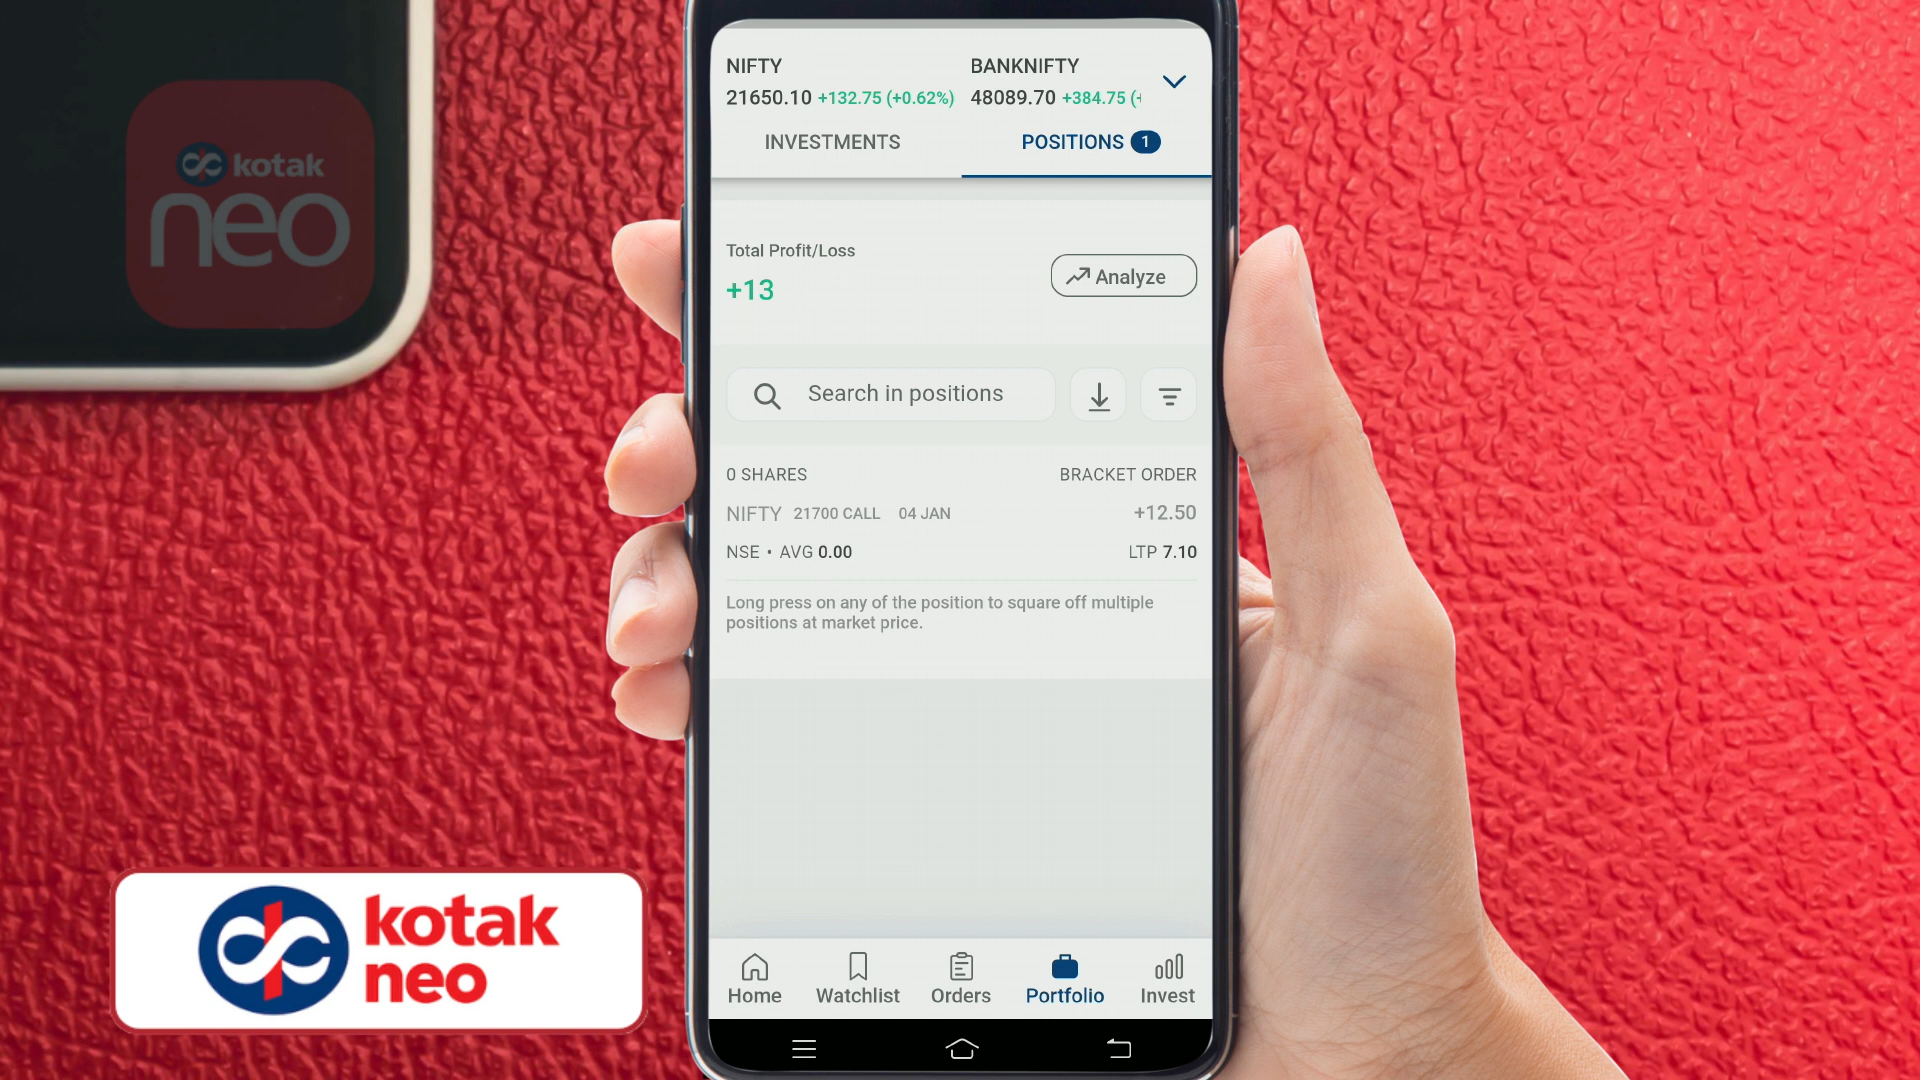 kotak
neo
NIFTY BANKNIFTY
21650.10 +132.75 (+0.62%) 48089.70 +384.75 (+
INVESTMENTS POSITIONS 1
Total Profit/Loss
+13
Analyze
Search in positions
0 SHARES BRACKET ORDER
NIFTY 21700 CALL 04 JAN +12.50
NSE • AVG 0.00 LTP 7.10
Long press on any of the position to square off multiple
positions at market price.
Home Watchlist Orders Portfolio Invest
kotak
neo